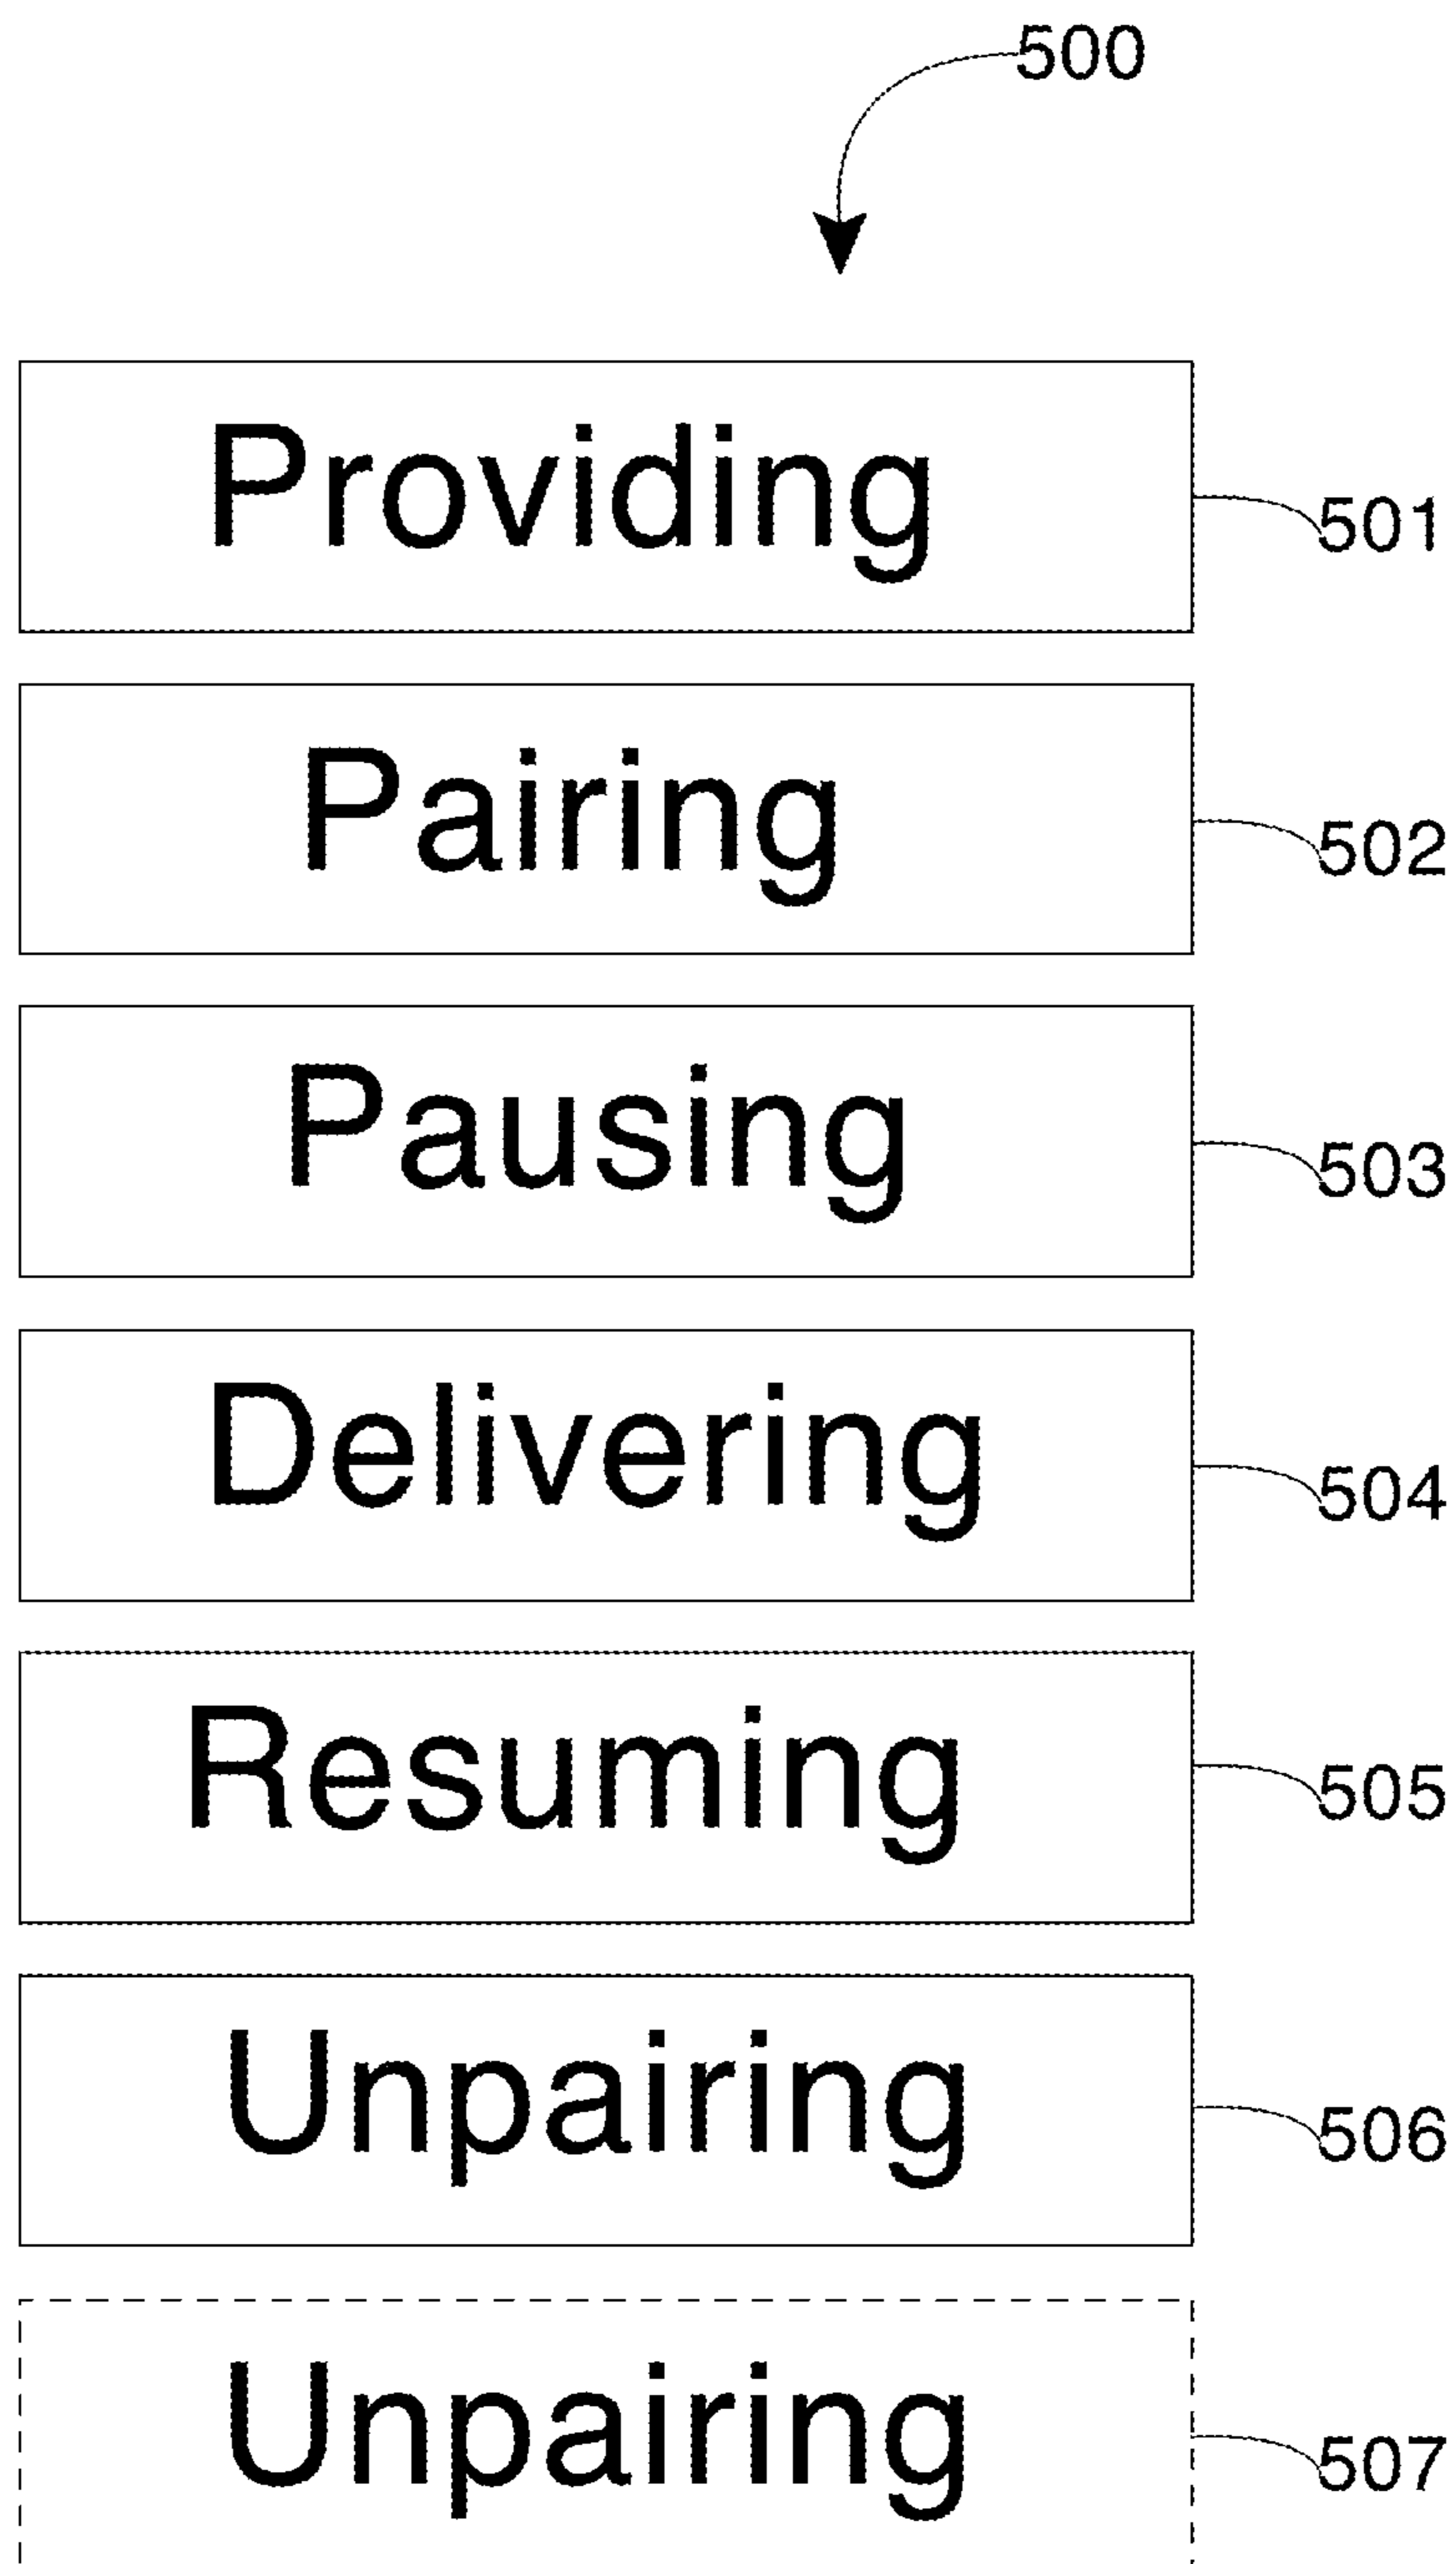 500
Providing
501
Pairing
502
Pausing
503
Delivering
504
Resuming
505
Unpairing
506
Unpairing
507